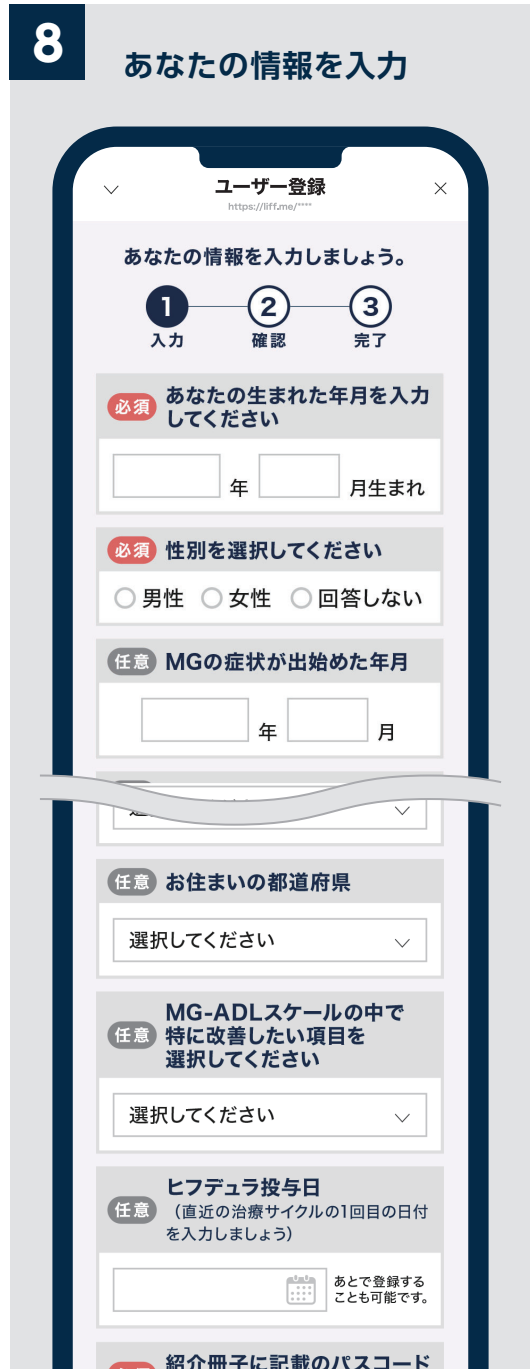 8
あなたの情報を入力
ユーザー登録
https://liff.me/****
あなたの情報を入力しましょう。
1 2 3
入力 確認 完了
必須 あなたの生まれた年月を入力
してください
年 月生まれ
必須 性別を選択してください
男性 女性 回答しない
任意 MGの症状が出始めた年月
年 月
任意 お住まいの都道府県
選択してください
任意 MG-ADLスケールの中で
特に改善したい項目を
選択してください
選択してください
任意 ヒフデュラ投与日
（直近の治療サイクルの1回目の日付
を入力しましょう）
あとで登録する
ことも可能です。
紹介冊子に記載のパスコード